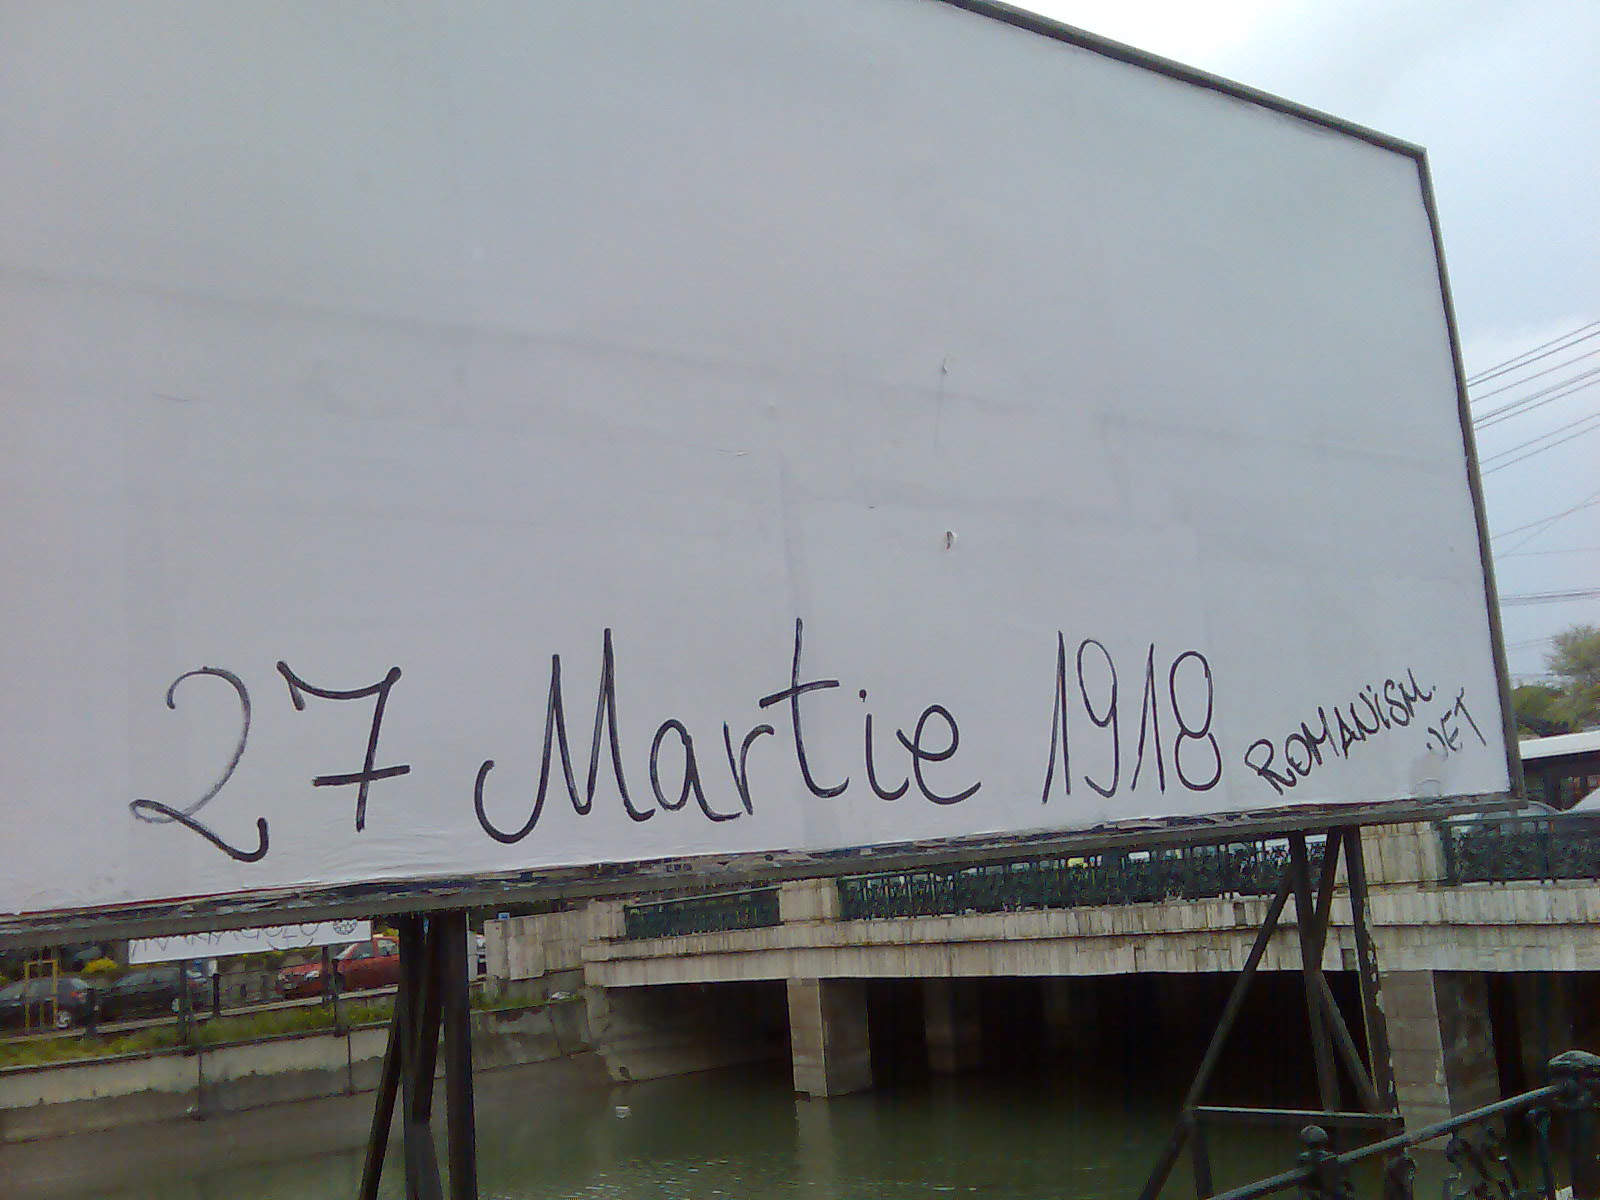 27 Martie 1918
ROMANISM.
NET